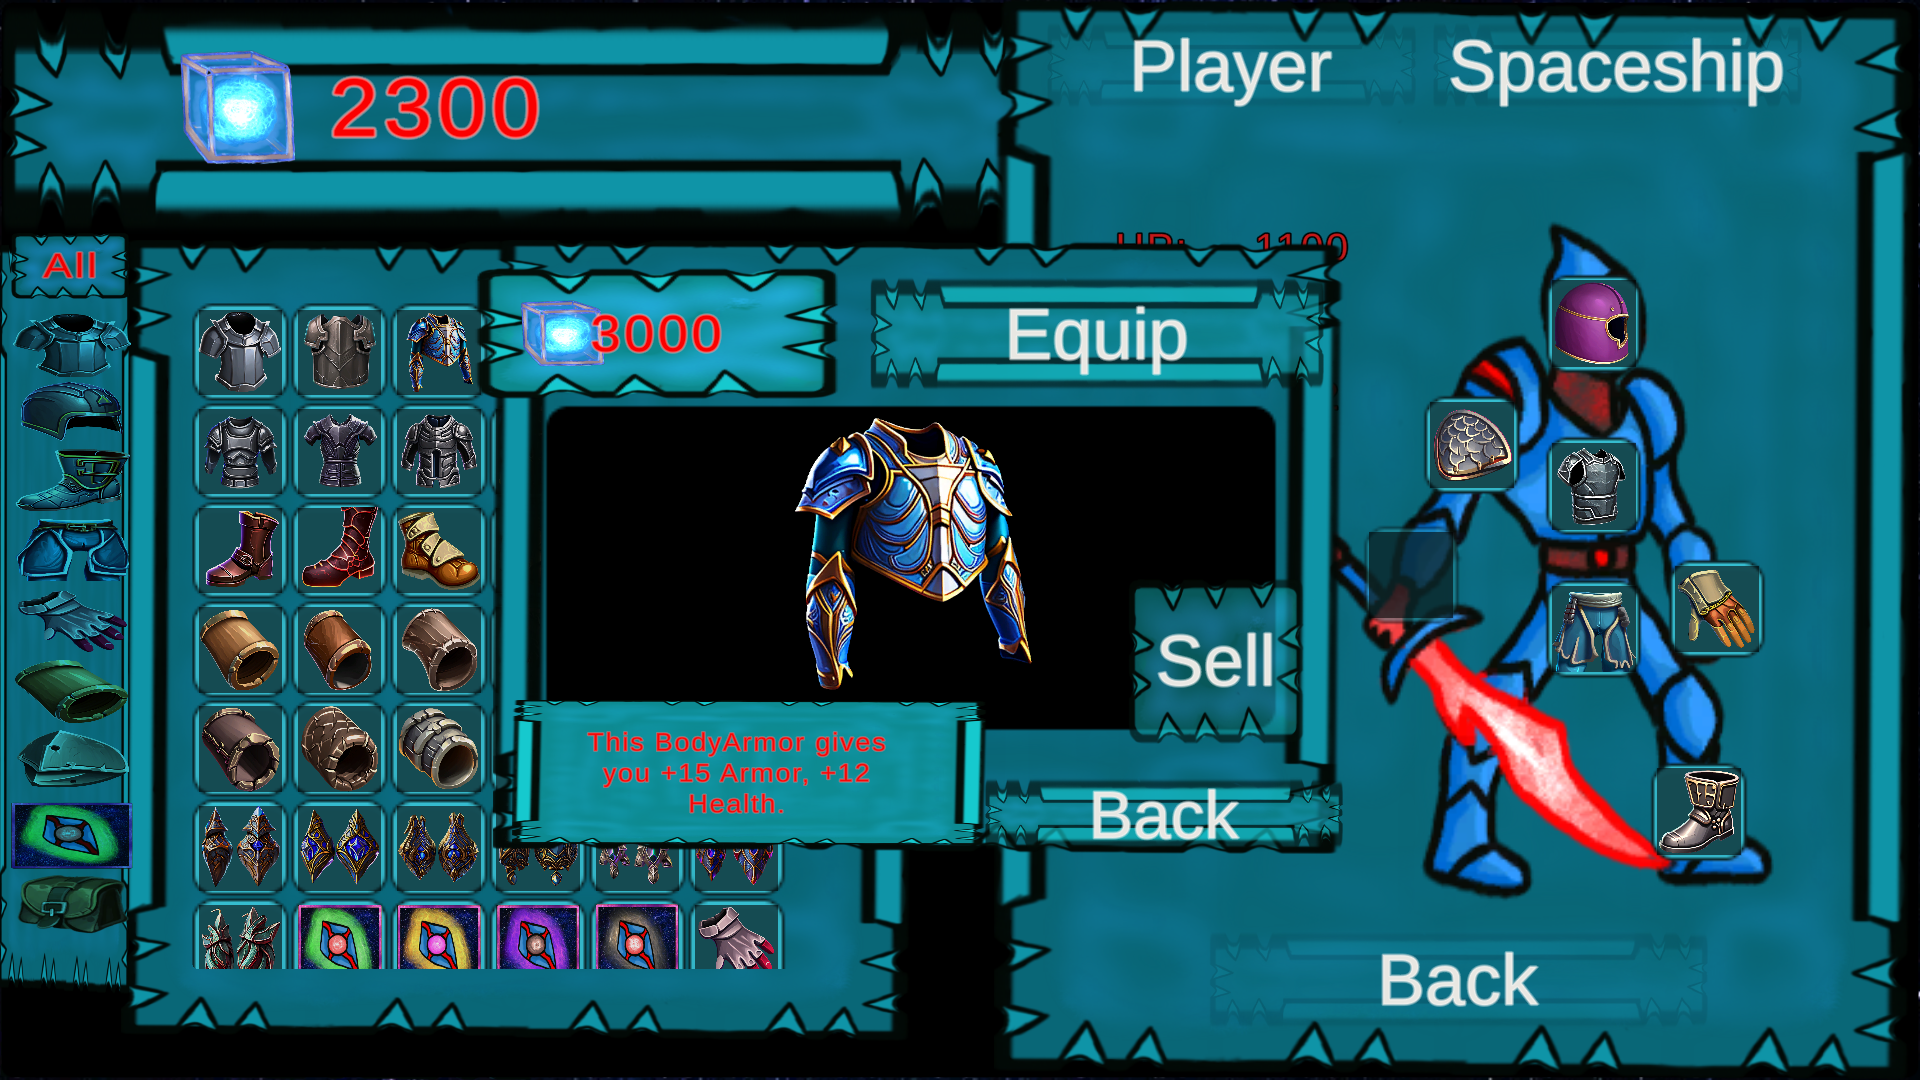 2300
Player
Spaceship
All
3000
Equip
Sell
This BodyArmor gives
you +15 Armor, +12
Health.
Back
Back